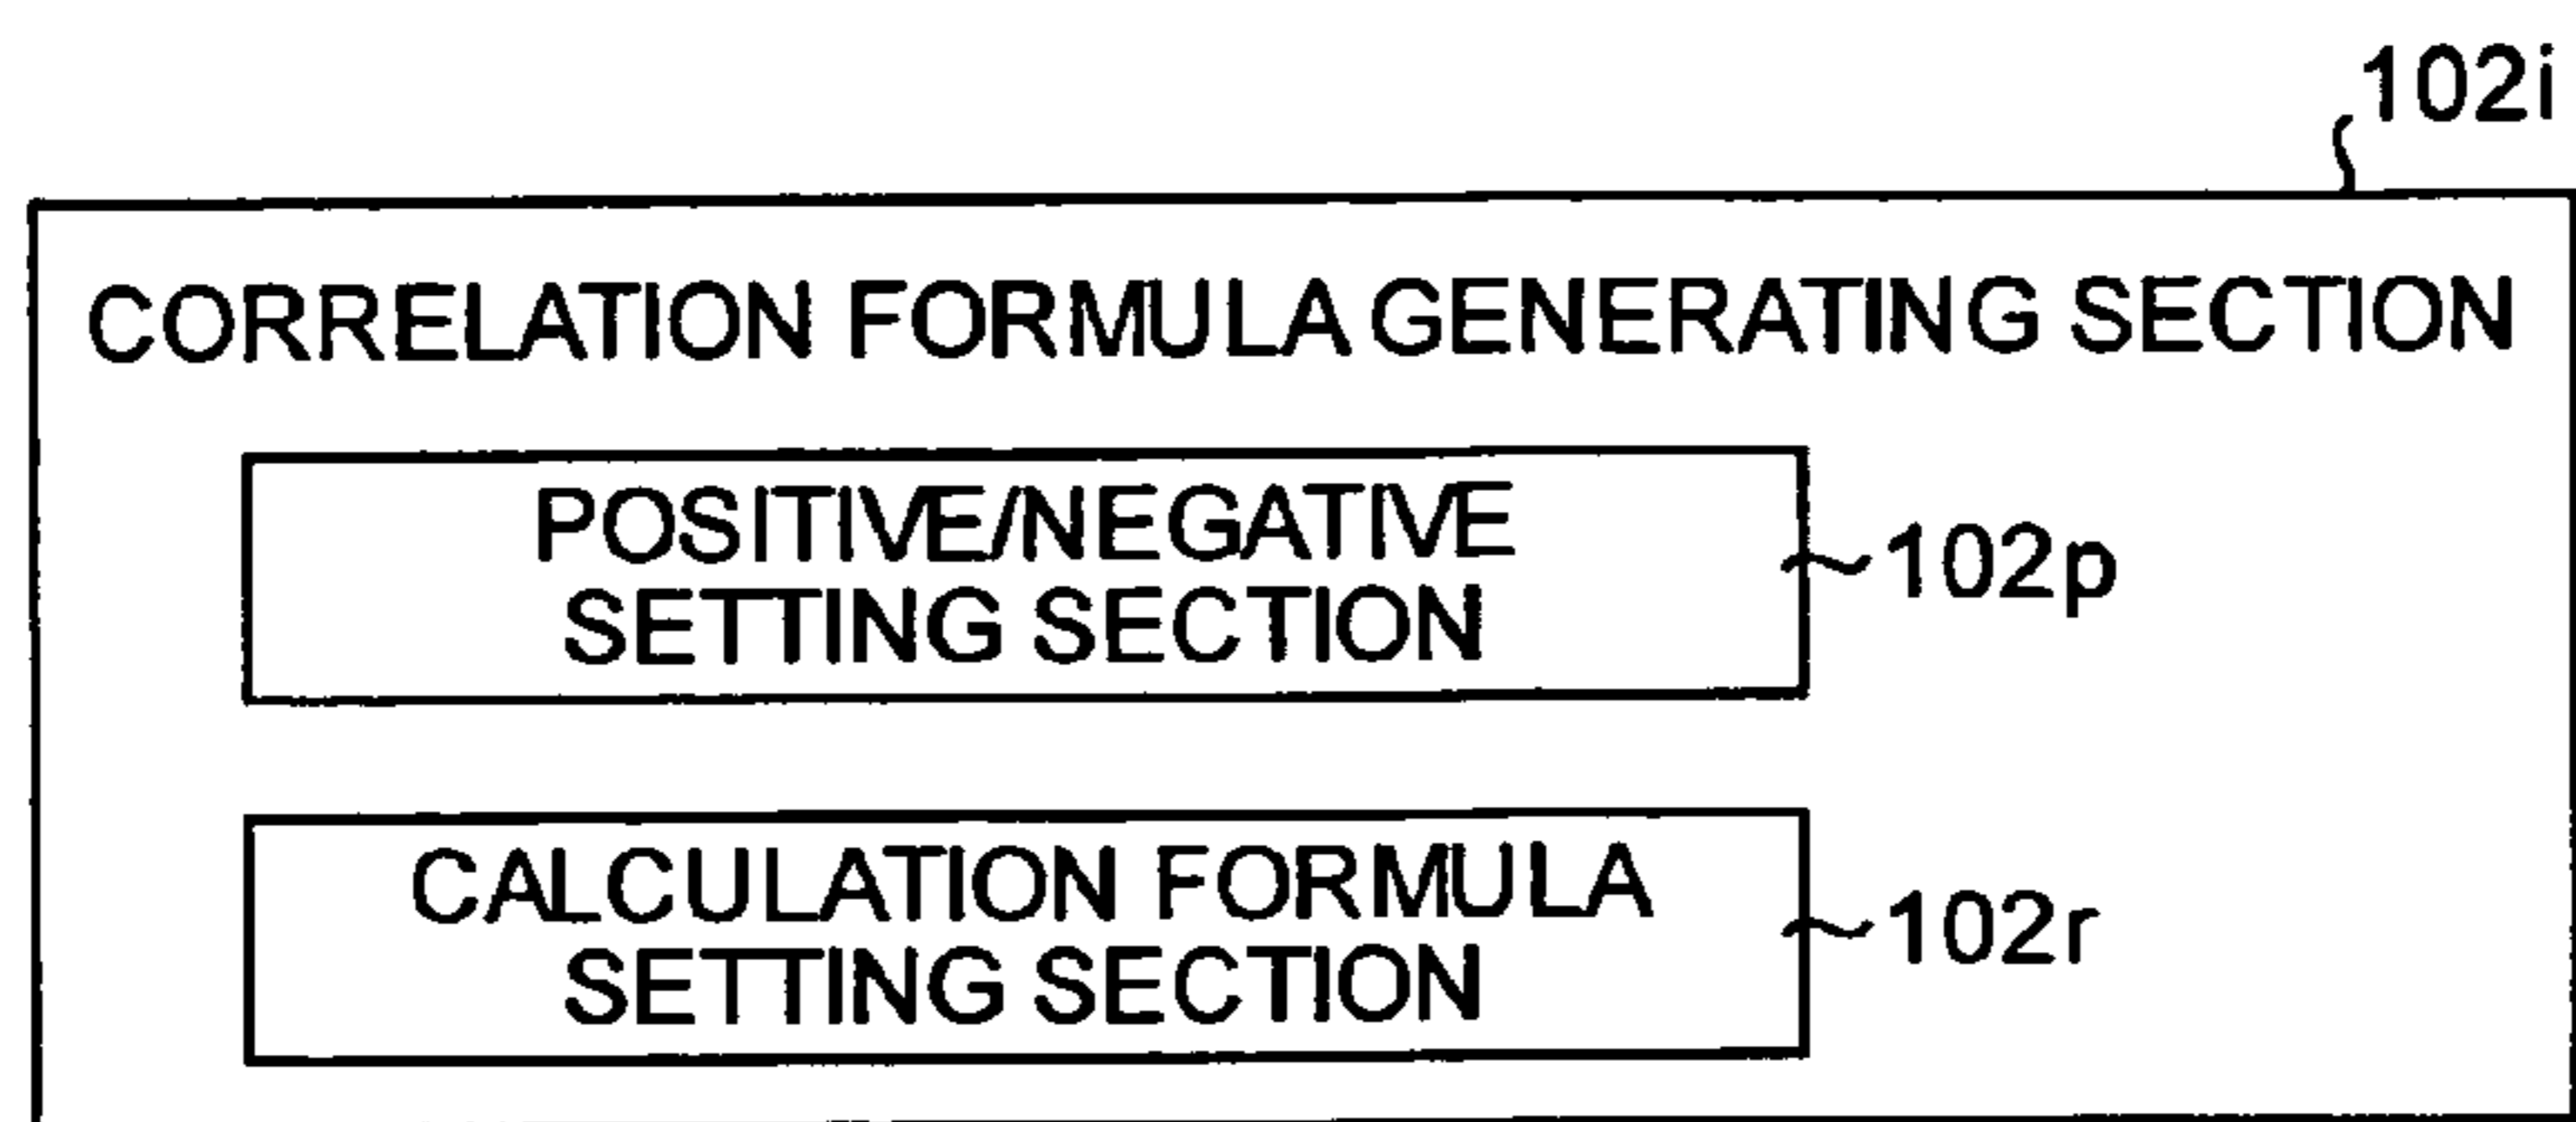 102i
CORRELATION FORMULA GENERATING SECTION
POSITIVE/NEGATIVE
SETTING SECTION
102p
CALCULATION FORMULA
SETTING SECTION
102r